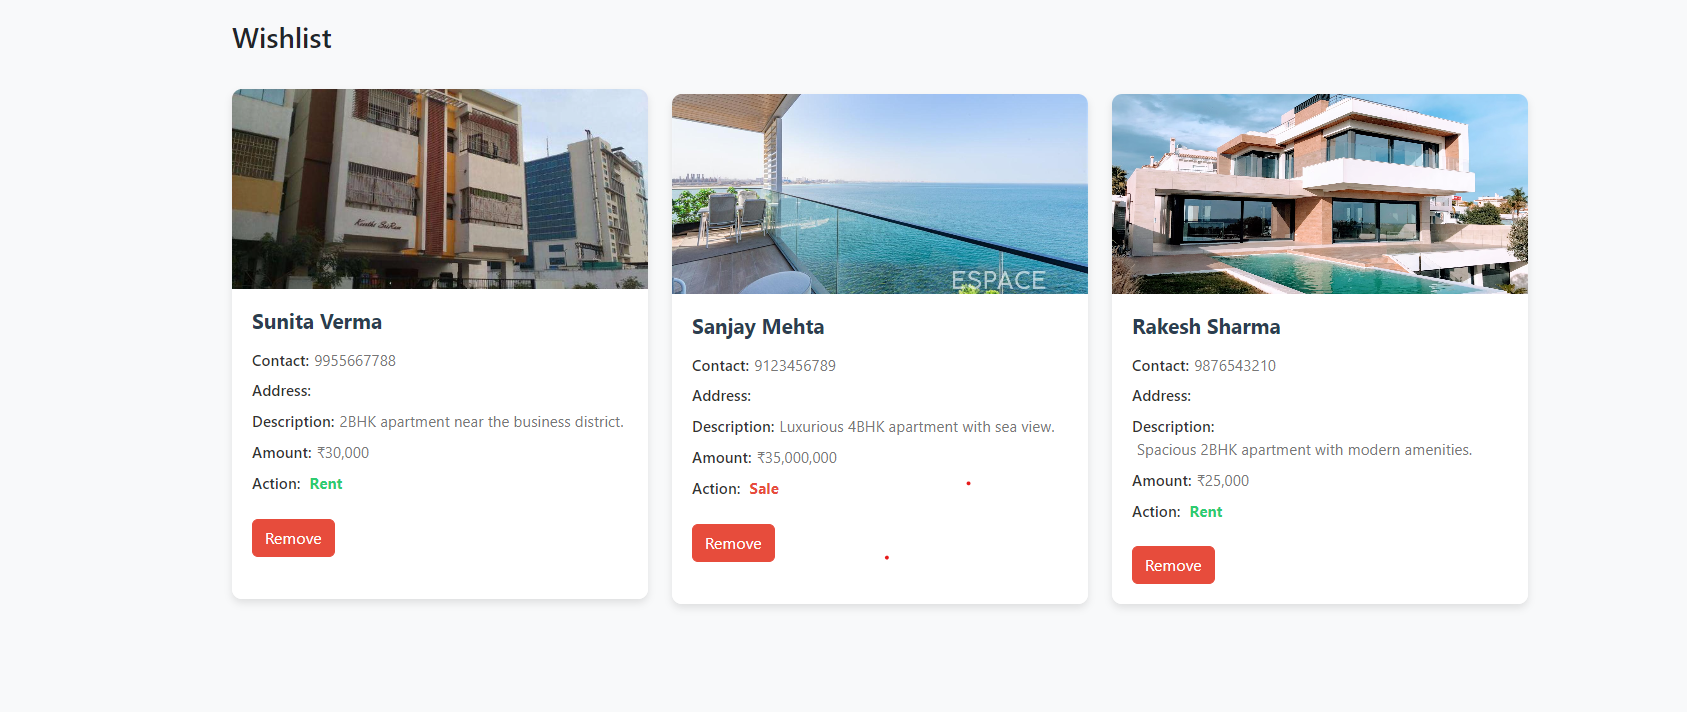 Wishlist
Sunita Verma
Contact: 9955667788
Address:
Description: 2BHK apartment near the business district.
Amount: ₹30,000
Action: Rent
Remove
ESPACE
Sanjay Mehta
Contact: 9123456789
Address:
Description: Luxurious 4BHK apartment with sea view.
Amount: ₹35,000,000
Action: Sale
Remove
Rakesh Sharma
Contact: 9876543210
Address:
Description:
Spacious 2BHK apartment with modern amenities.
Amount: ₹25,000
Action: Rent
Remove